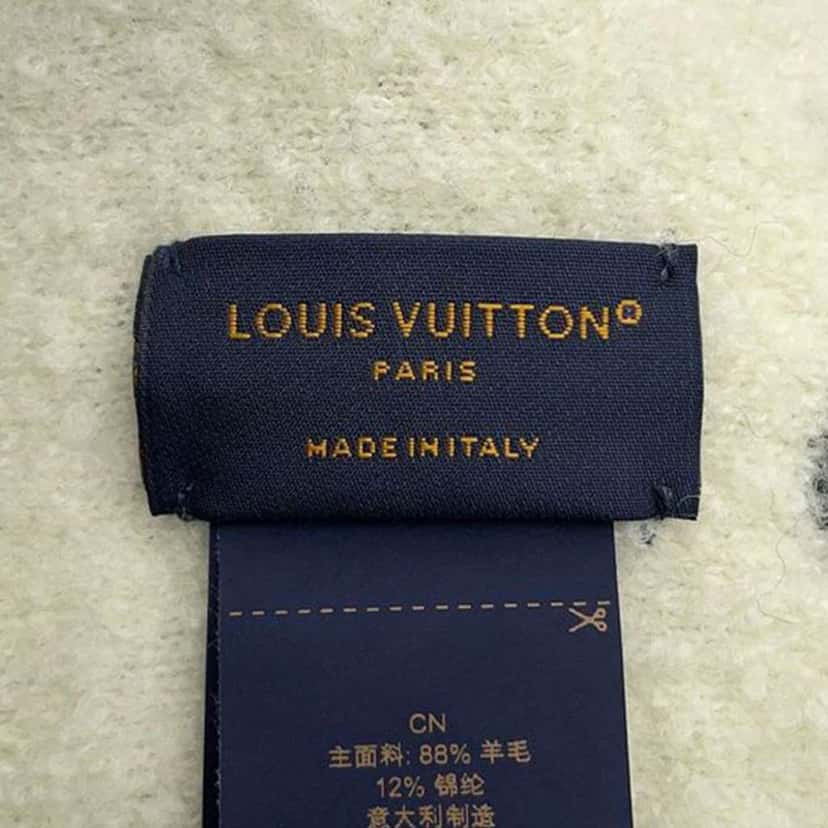 LOUIS VUITTON®
PARIS
MADE IN ITALY
CN
主面料: 88% 羊毛
12% 锦纶
意大利制造